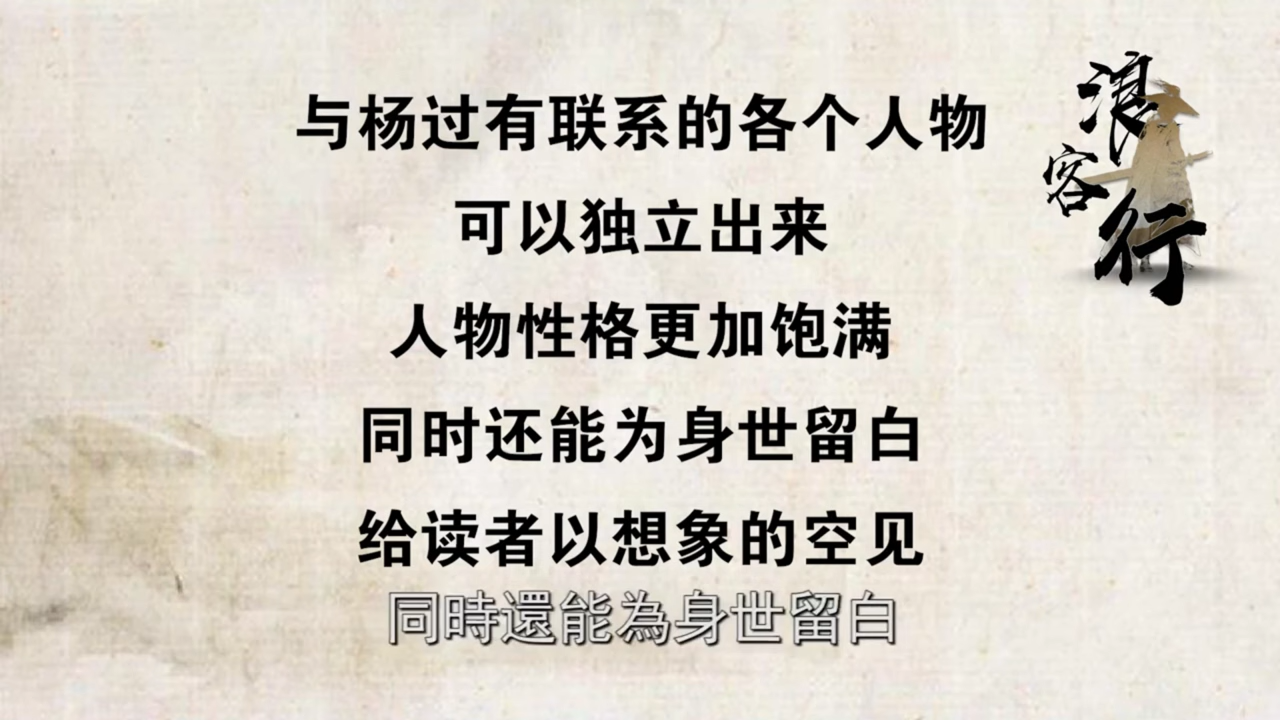 与杨过有联系的各个人物
可以独立出来
人物性格更加饱满
同时还能为身世留白
给读者以想象的空见
同時還能為身世留白
浪客行